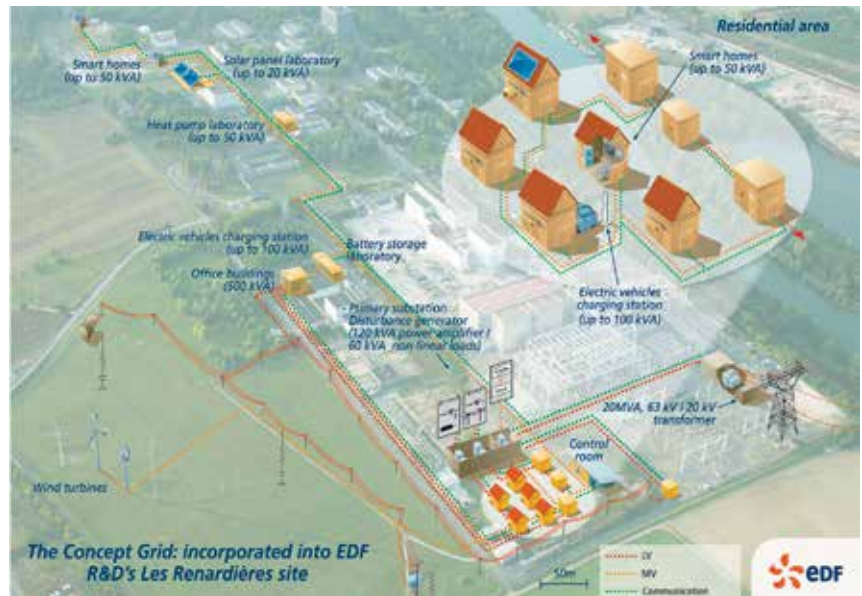 Residential area
Smart homes
(up to 50 kVA)
Solar panel laboratory
(up to 20 kVA)
Smart homes
(up to 50 kVA)
Heat pump laboratory
(up to 50 kVA)
Electric vehicles charging station
(up to 100 kVA)
Battery storage
Office buildings
(500 kVA)
- Primary substation
- Disturbance generator
(120 kVA power amplifier /
60 kVA non linear loads)
Electric vehicles
charging station
(up to 100 kVA)
20MVA, 63 kV / 20 kV
transformer
Control
room
Wind turbines
The Concept Grid: incorporated into EDF
R&D's Les Renardières site
50m
LV
MV
Communication
eDF